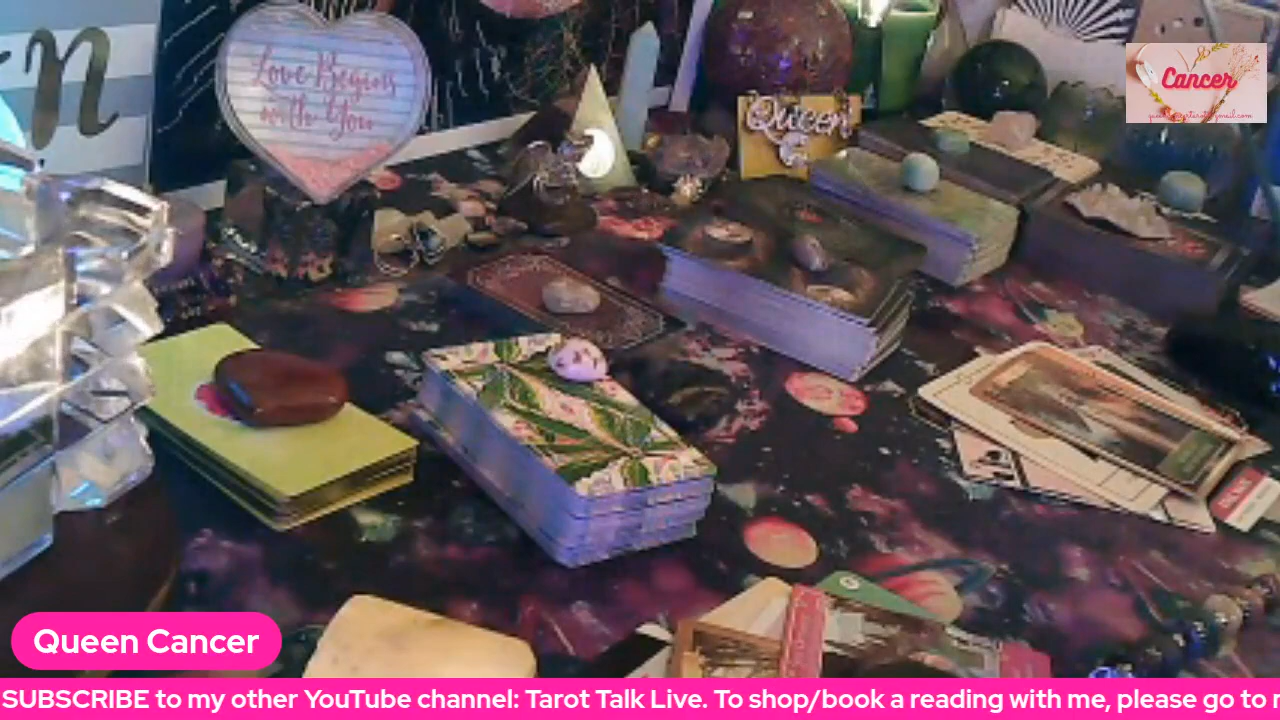 n
Love Begins
with You
Queen
Cancer
Queen Cancer
SUBSCRIBE to my other YouTube channel: Tarot Talk Live. To shop/book a reading with me, please go to